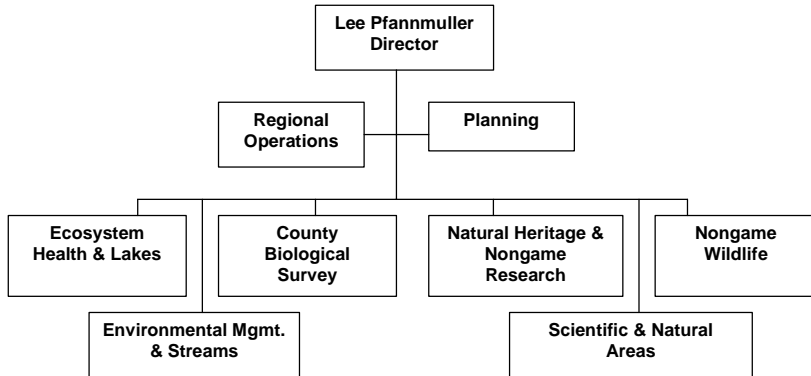 Lee Pfannmuller
Director
Regional
Operations
Planning
Ecosystem
Health & Lakes
County
Biological
Survey
Natural Heritage &
Nongame
Research
Nongame
Wildlife
Environmental Mgmt.
& Streams
Scientific & Natural
Areas